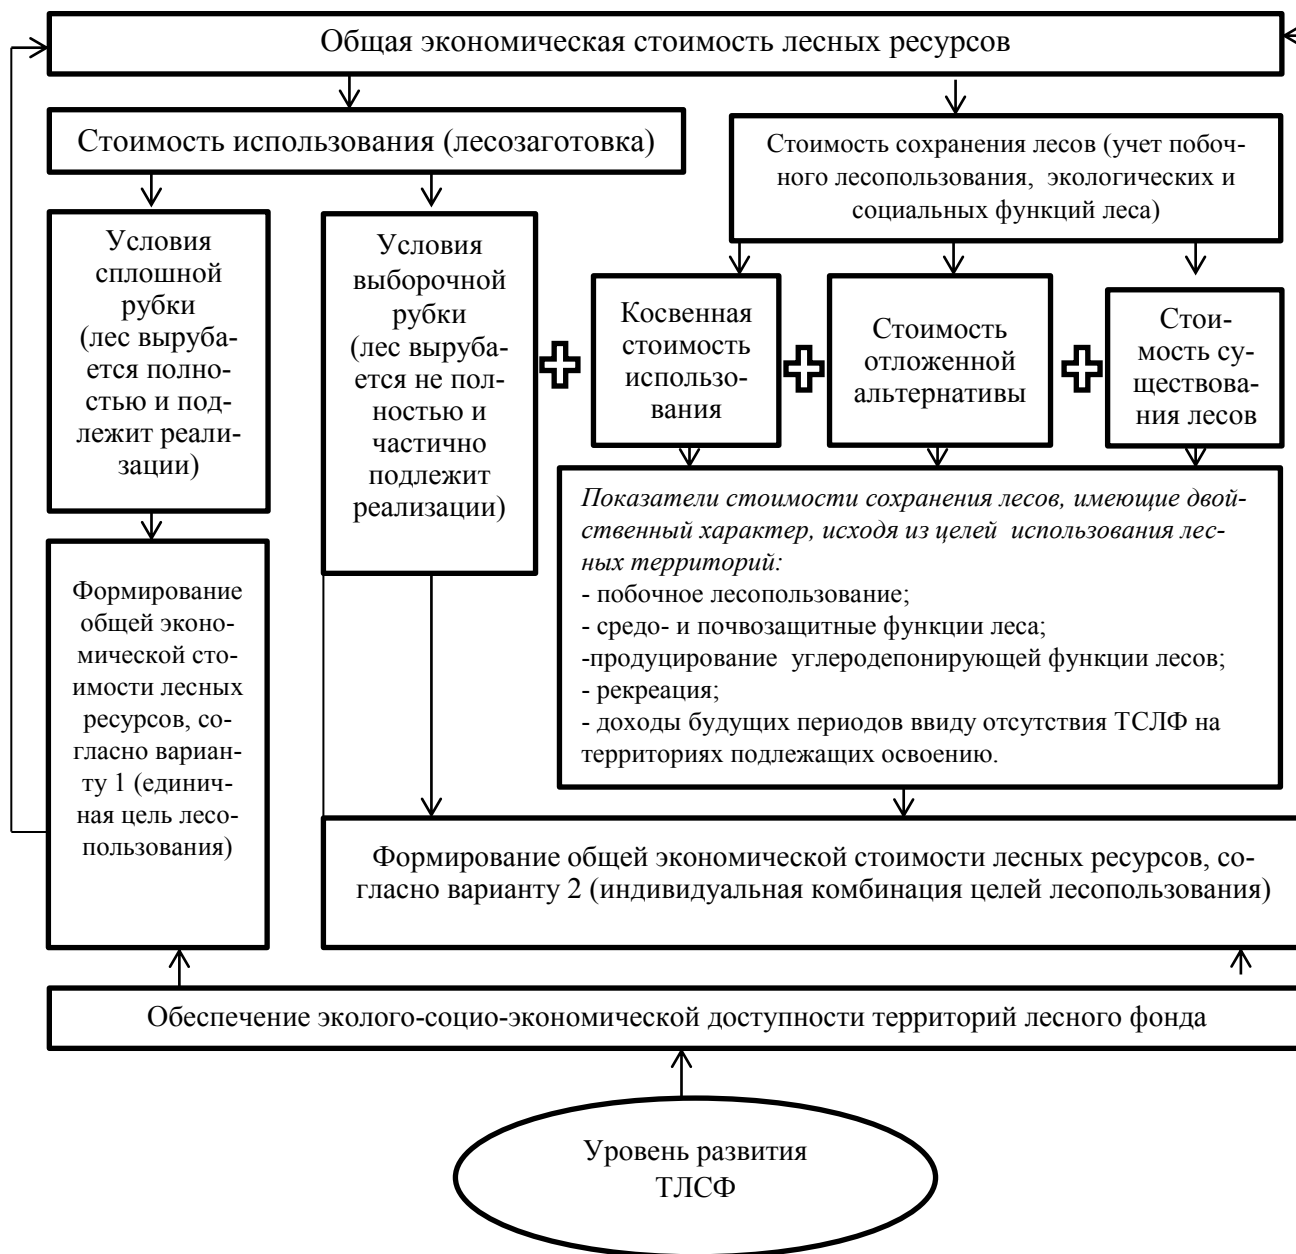 Общая экономическая стоимость лесных ресурсов
Стоимость использования (лесозаготовка)
Стоимость сохранения лесов (учет побоч-
ного лесопользования, экологических и
социальных функций леса)
Условия
сплошной
рубки
(лес выруба-
ется полно-
стью и под-
лежит реали-
зации)
Условия
выборочной
рубки
(лес выруба-
ется не пол-
ностью и
частично
подлежит
реализации)
Косвенная
стоимость
использо-
вания
Стоимость
отложенной
альтернативы
Стои-
мость су-
ществова-
ния лесов
Показатели стоимости сохранения лесов, имеющие двой-
ственный характер, исходя из целей использования лес-
ных территорий:
- побочное лесопользование;
- средо- и почвозащитные функции леса;
-продуцирование углеродепонирующей функции лесов;
- рекреация;
- доходы будущих периодов ввиду отсутствия ТСЛФ на
территориях подлежащих освоению.
Формирование
общей эконо-
мической сто-
имости лесных
ресурсов, со-
гласно вариан-
ту 1 (единич-
ная цель лесо-
пользования)
Формирование общей экономической стоимости лесных ресурсов, со-
гласно варианту 2 (индивидуальная комбинация целей лесопользования)
Обеспечение эколого-социо-экономической доступности территорий лесного фонда
Уровень развития
ТЛСФ